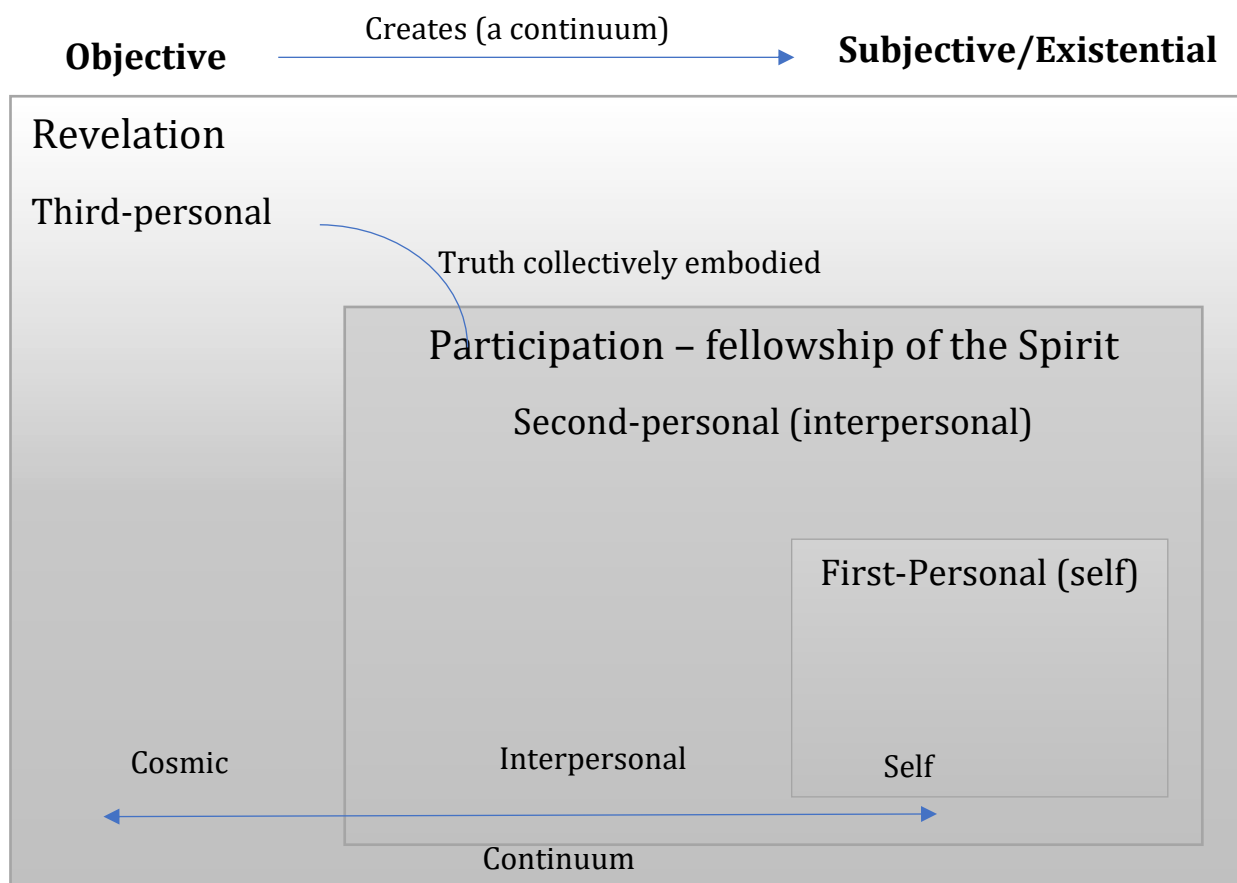 Objective
Creates (a continuum)
Subjective/Existential
Revelation
Third-personal
Truth collectively embodied
Participation – fellowship of the Spirit
Second-personal (interpersonal)
First-Personal (self)
Cosmic
Interpersonal
Self
Continuum